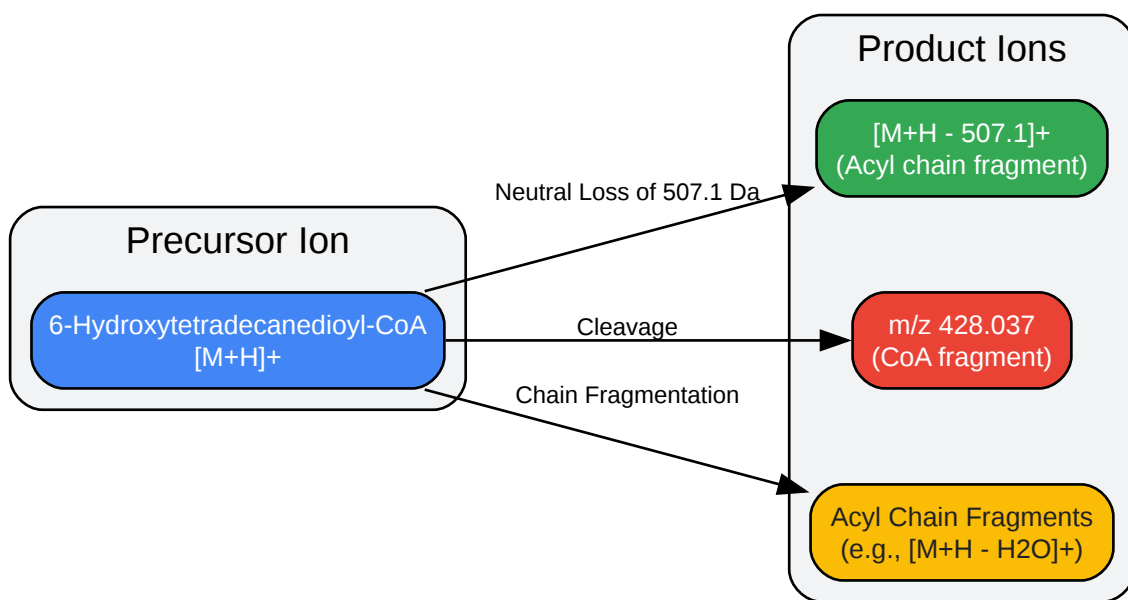 Product Ions
[M+H - 507.1]+
(Acyl chain fragment)
Neutral Loss of 507.1 Da
Precursor Ion
6-Hydroxytetradecanedioyl-CoA
[M+H]+
Cleavage
m/z 428.037
(CoA fragment)
Chain Fragmentation
Acyl Chain Fragments
(e.g., [M+H - H2O]+)